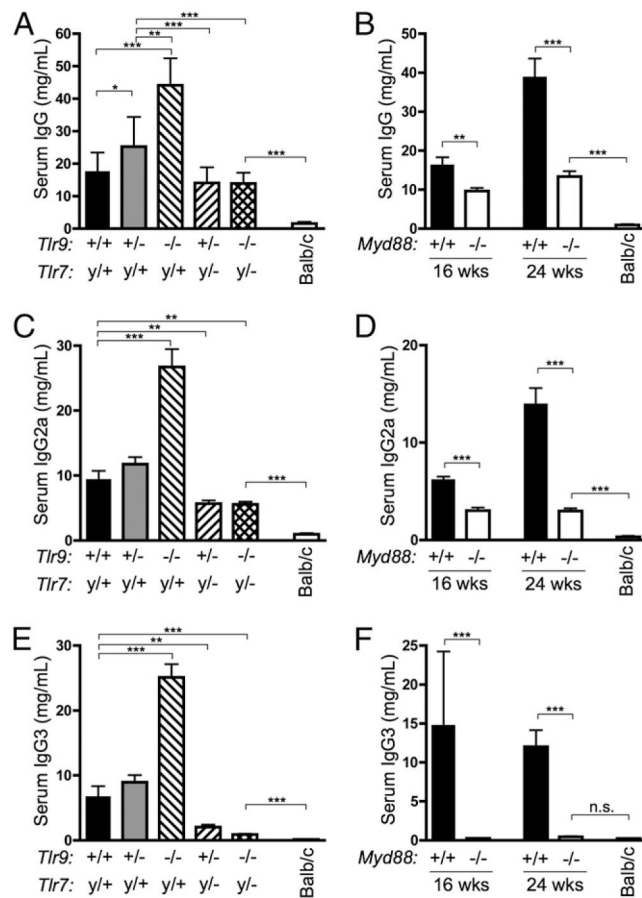 A
Serum IgG (mg/mL)
60
50
40
30
20
10
0
***
***
**
***
*
***
Tlr9: +/+ +/- -/- +/- -/-
Tlr7: y/+ y/+ y/+ y/- y/-
Balb/c
B
Serum IgG (mg/mL)
50
40
30
20
10
0
***
**
***
Myd88: +/+ -/- +/+ -/-
16 wks 24 wks
Balb/c
C
Serum IgG2a (mg/mL)
30
20
10
0
**
**
***
***
Tlr9: +/+ +/- -/- +/- -/-
Tlr7: y/+ y/+ y/+ y/- y/-
Balb/c
D
Serum IgG2a (mg/mL)
20
10
0
***
***
***
Myd88: +/+ -/- +/+ -/-
16 wks 24 wks
Balb/c
E
Serum IgG3 (mg/mL)
30
20
10
0
***
**
***
***
Tlr9: +/+ +/- -/- +/- -/-
Tlr7: y/+ y/+ y/+ y/- y/-
Balb/c
F
Serum IgG3 (mg/mL)
25
20
15
10
5
0
***
***
n.s.
Myd88: +/+ -/- +/+ -/-
16 wks 24 wks
Balb/c